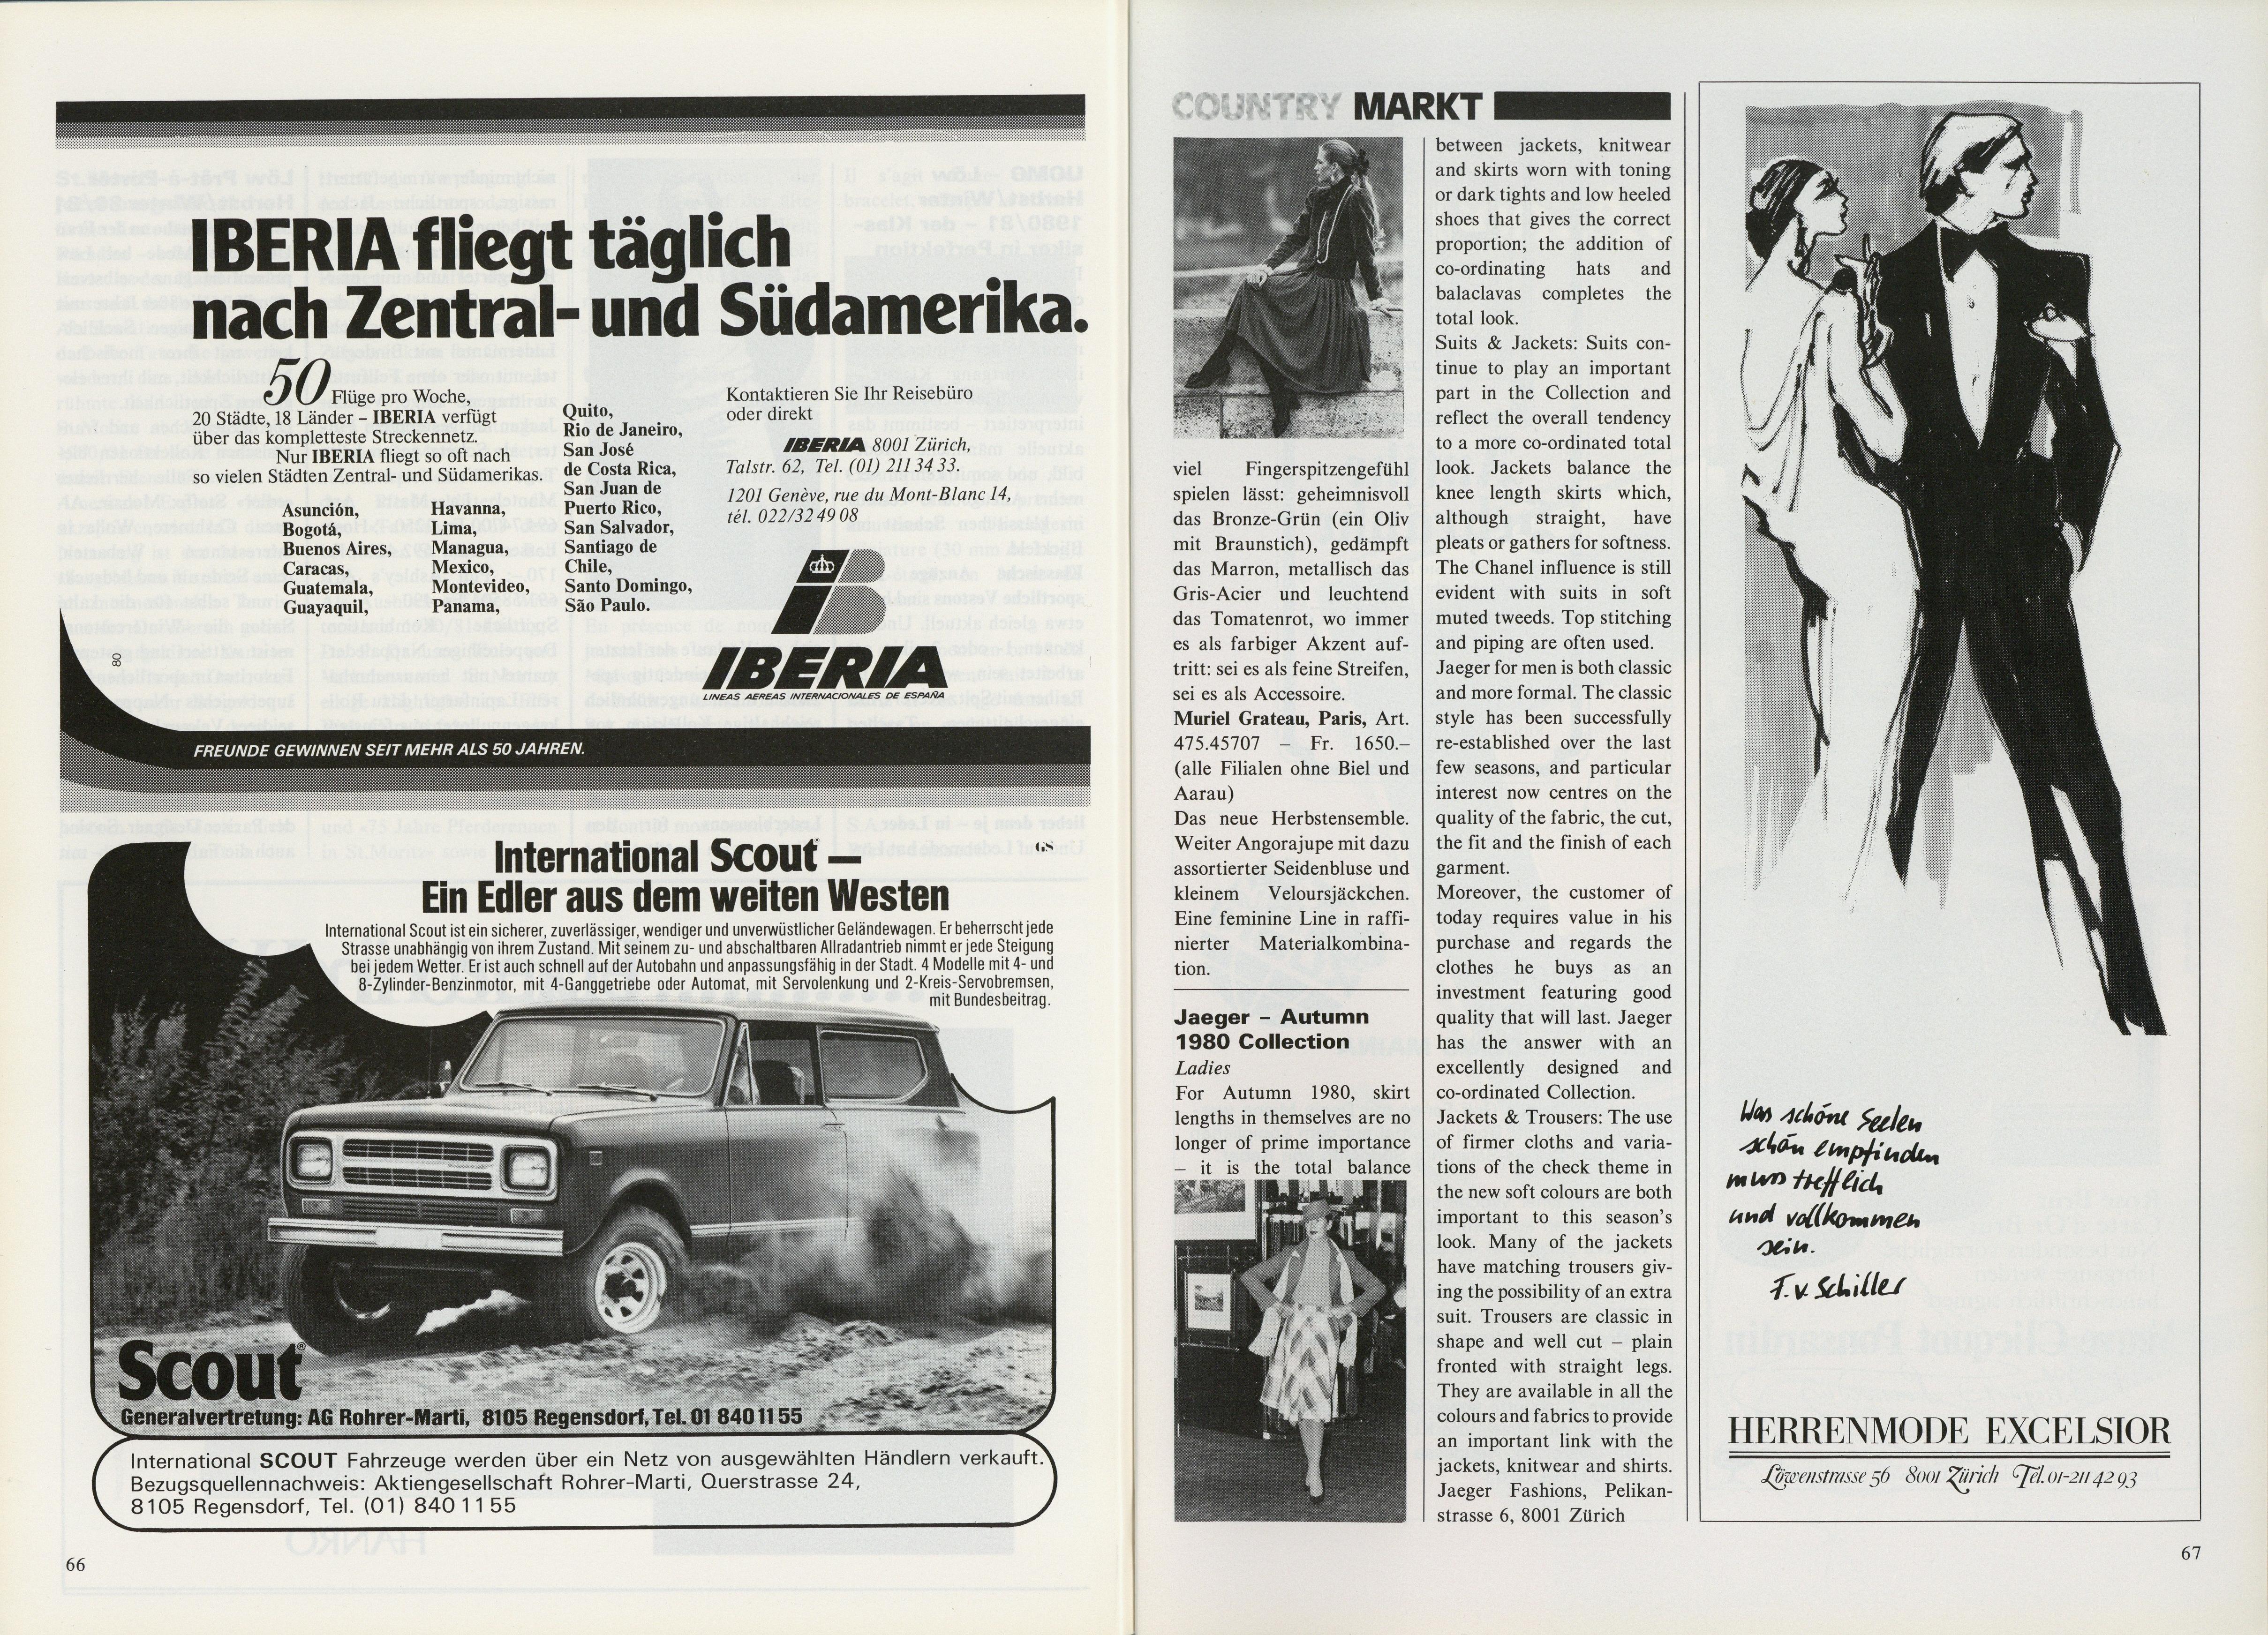 IBERIA fliegt täglich
nach Zentral- und Südamerika.
50 Flüge pro Woche,
20 Städte, 18 Länder – IBERIA verfügt
über das kompletteste Streckennetz.
Nur IBERIA fliegt so oft nach
so vielen Städten Zentral- und Südamerikas.
Asunción,
Bogotá,
Buenos Aires,
Caracas,
Guatemala,
Guayaquil,
Havanna,
Lima,
Managua,
Mexico,
Montevideo,
Panama,
Quito,
Rio de Janeiro,
San José
de Costa Rica,
San Juan de
Puerto Rico,
San Salvador,
Santiago de
Chile,
Santo Domingo,
São Paulo.
Kontaktieren Sie Ihr Reisebüro
oder direkt
IBERIA 8001 Zürich,
Talstr. 62, Tel. (01) 211 34 33.
1201 Genève, rue du Mont-Blanc 14,
tél. 022/32 49 08
IBERIA
LINEAS AEREAS INTERNACIONALES DE ESPAÑA
80
FREUNDE GEWINNEN SEIT MEHR ALS 50 JAHREN.
International Scout® –
Ein Edler aus dem weiten Westen
GS
International Scout ist ein sicherer, zuverlässiger, wendiger und unverwüstlicher Geländewagen. Er beherrscht jede
Strasse unabhängig von ihrem Zustand. Mit seinem zu- und abschaltbaren Allradantrieb nimmt er jede Steigung
bei jedem Wetter. Er ist auch schnell auf der Autobahn und anpassungsfähig in der Stadt. 4 Modelle mit 4- und
8-Zylinder-Benzinmotor, mit 4-Ganggetriebe oder Automat, mit Servolenkung und 2-Kreis-Servobremsen,
mit Bundesbeitrag.
Scout®
Generalvertretung: AG Rohrer-Marti, 8105 Regensdorf, Tel. 01 840 11 55
International SCOUT Fahrzeuge werden über ein Netz von ausgewählten Händlern verkauft.
Bezugsquellennachweis: Aktiengesellschaft Rohrer-Marti, Querstrasse 24,
8105 Regensdorf, Tel. (01) 840 11 55
66
COUNTRY MARKT
viel Fingerspitzengefühl
spielen lässt: geheimnisvoll
das Bronze-Grün (ein Oliv
mit Braunstich), gedämpft
das Marron, metallisch das
Gris-Acier und leuchtend
das Tomatenrot, wo immer
es als farbiger Akzent auf-
tritt: sei es als feine Streifen,
sei es als Accessoire.
Muriel Grateau, Paris, Art.
475.45707 – Fr. 1650.–
(alle Filialen ohne Biel und
Aarau)
Das neue Herbstensemble.
Weiter Angorajupe mit dazu
assortierter Seidenbluse und
kleinem Veloursjäckchen.
Eine feminine Line in raffi-
nierter Materialkombina-
tion.
Jaeger – Autumn
1980 Collection
Ladies
For Autumn 1980, skirt
lengths in themselves are no
longer of prime importance
– it is the total balance
between jackets, knitwear
and skirts worn with toning
or dark tights and low heeled
shoes that gives the correct
proportion; the addition of
co-ordinating hats and
balaclavas completes the
total look.
Suits & Jackets: Suits con-
tinue to play an important
part in the Collection and
reflect the overall tendency
to a more co-ordinated total
look. Jackets balance the
knee length skirts which,
although straight, have
pleats or gathers for softness.
The Chanel influence is still
evident with suits in soft
muted tweeds. Top stitching
and piping are often used.
Jaeger for men is both classic
and more formal. The classic
style has been successfully
re-established over the last
few seasons, and particular
interest now centres on the
quality of the fabric, the cut,
the fit and the finish of each
garment.
Moreover, the customer of
today requires value in his
purchase and regards the
clothes he buys as an
investment featuring good
quality that will last. Jaeger
has the answer with an
excellently designed and
co-ordinated Collection.
Jackets & Trousers: The use
of firmer cloths and varia-
tions of the check theme in
the new soft colours are both
important to this season's
look. Many of the jackets
have matching trousers giv-
ing the possibility of an extra
suit. Trousers are classic in
shape and well cut – plain
fronted with straight legs.
They are available in all the
colours and fabrics to provide
an important link with the
jackets, knitwear and shirts.
Jaeger Fashions, Pelikan-
strasse 6, 8001 Zürich
Was schöne Seelen
schön empfinden
muss trefflich
und vollkommen
sein.
F. v. Schiller
HERRENMODE EXCELSIOR
Löwenstrasse 56 8001 Zürich Tel. 01-211 42 93
67